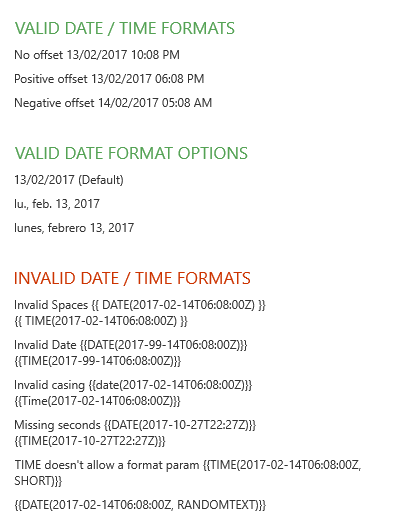 VALID DATE / TIME FORMATS
No offset 13/02/2017 10:08 PM
Positive offset 13/02/2017 06:08 PM
Negative offset 14/02/2017 05:08 AM
VALID DATE FORMAT OPTIONS
13/02/2017 (Default)
lu., feb. 13, 2017
lunes, febrero 13, 2017
INVALID DATE / TIME FORMATS
Invalid Spaces {{ DATE(2017-02-14T06:08:00Z) }}
{{ TIME(2017-02-14T06:08:00Z) }}
Invalid Date {{DATE(2017-99-14T06:08:00Z)}}
{{TIME(2017-99-14T06:08:00Z)}}
Invalid casing {{date(2017-02-14T06:08:00Z)}}
{{Time(2017-02-14T06:08:00Z)}}
Missing seconds {{DATE(2017-10-27T22:27Z)}}
{{TIME(2017-10-27T22:27Z)}}
TIME doesn't allow a format param {{TIME(2017-02-14T06:08:00Z,
SHORT)}}
{{DATE(2017-02-14T06:08:00Z, RANDOMTEXT)}}